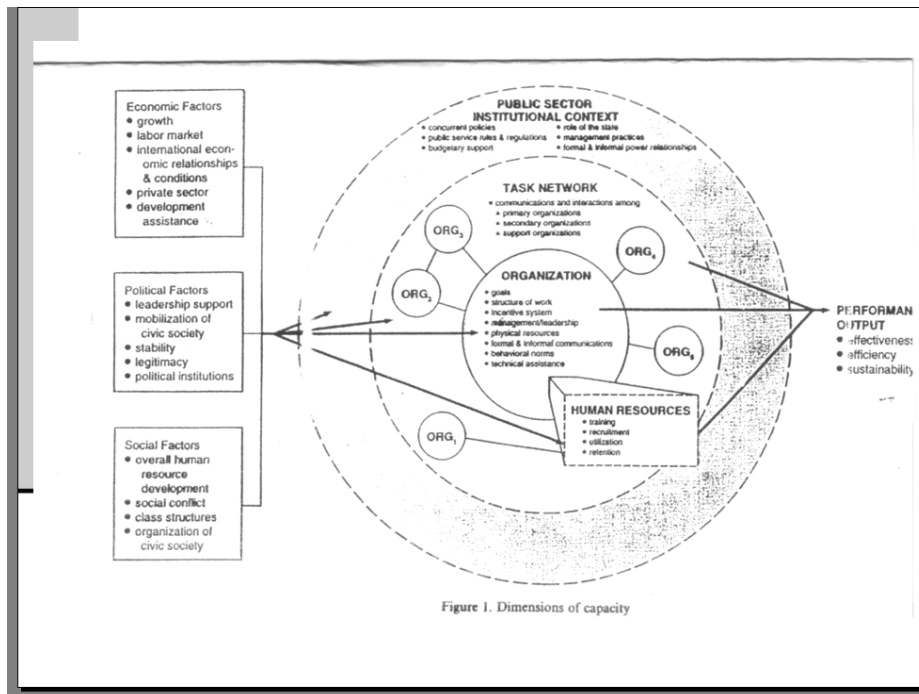 Economic Factors
• growth
• labor market
• international econ-
omic relationships
& conditions
• private sector
• development
assistance
Political Factors
• leadership support
• mobilization of
civic society
• stability
• legitimacy
• political institutions
Social Factors
• overall human
resource
development
• social conflict
• class structures
• organization of
civic society
PUBLIC SECTOR
INSTITUTIONAL CONTEXT
• concurrent policies
• public service rules & regulations
• budgetary support
• role of the state
• management practices
• formal & informal power relationships
TASK NETWORK
• communications and interactions among
• primary organizations
• secondary organizations
• support organizations
ORG3
ORG2
ORG4
ORGANIZATION
• goals
• structure of work
• incentive system
• management/leadership
• physical resources
• formal & informal communications
• behavioral norms
• technical assistance
ORG1
HUMAN RESOURCES
• training
• recruitment
• utilization
• retention
PERFORMAN
OUTPUT
• effectiveness
• efficiency
• sustainability
Figure 1. Dimensions of capacity